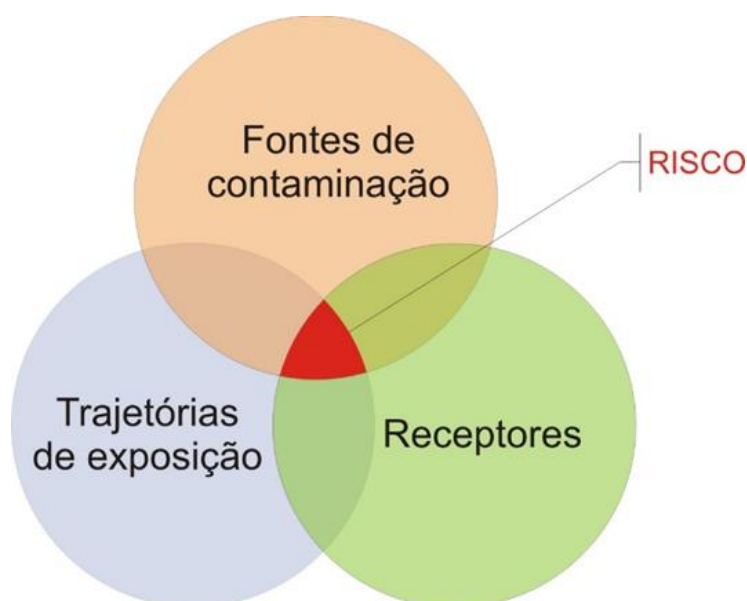 Fontes de
contaminação
RISCO
Trajetórias
de exposição
Receptores